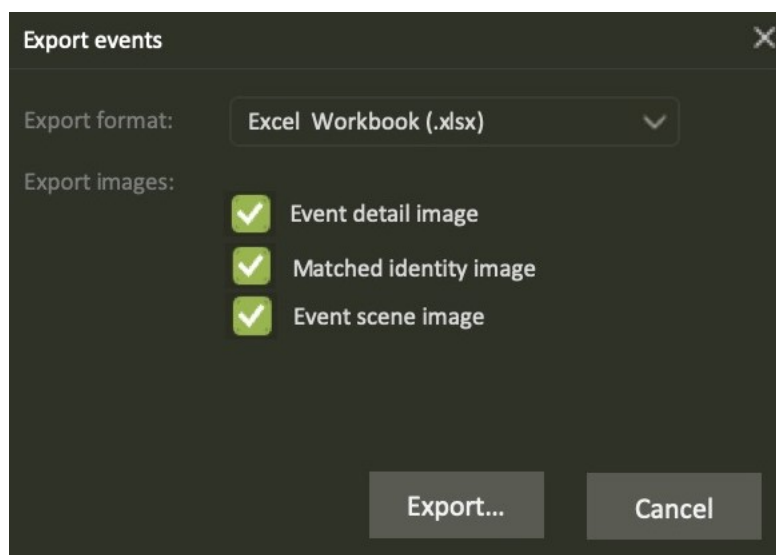 Export events
Export format: Excel Workbook (.xlsx)
Export images:
Event detail image
Matched identity image
Event scene image
Export... Cancel